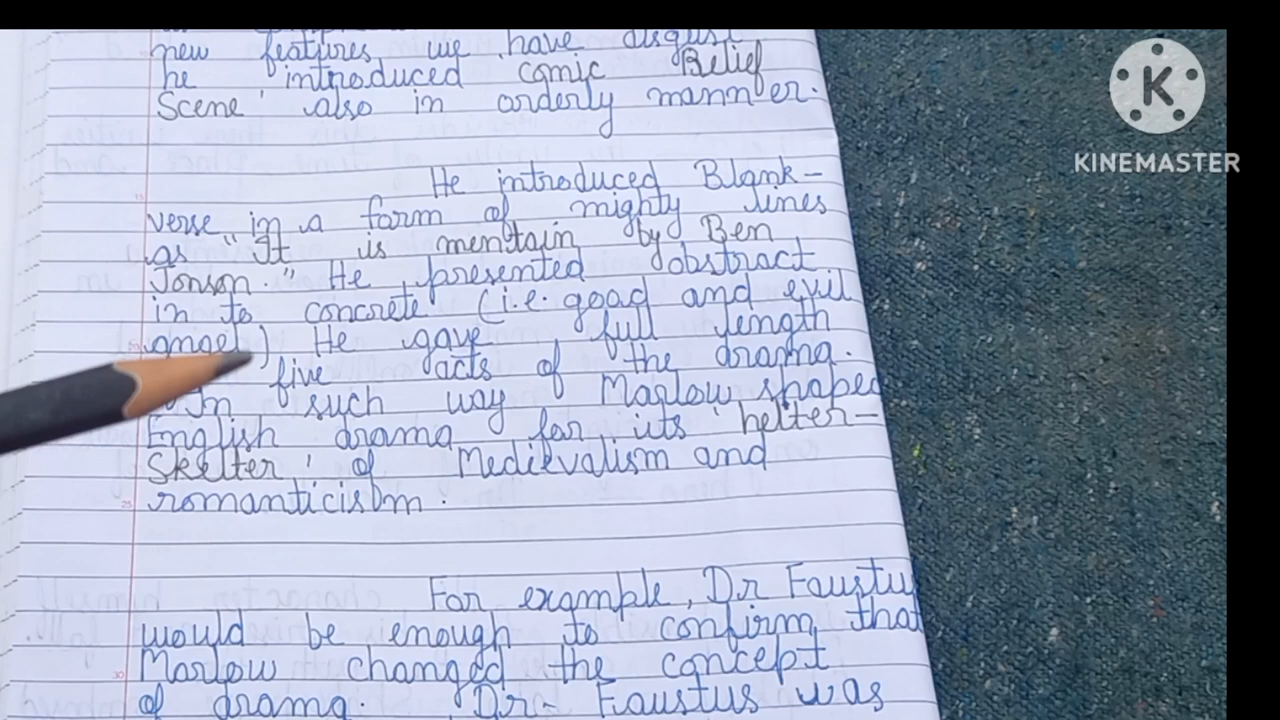 new features we have disgust
he introduced comic Belief
Scene' also in orderly manner.
He introduced Blank-
verse in a form of mighty lines
as "It is mentain by Ben
Jonson." He presented abstract
in to concrete (i.e. good and evil
angel) He gave full length
five acts of the drama.
In such way Marlow shaped
English drama for its 'helter-
Skelter' of Medievalism and
romanticism.
For example, Dr Faustus
would be enough to confirm that
Marlow changed the concept
of drama. Dr- Faustus was
K
KINEMASTER